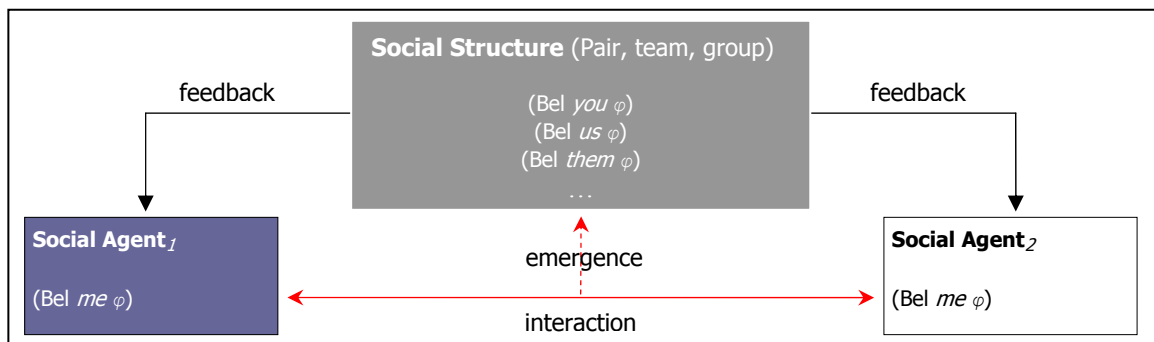 Social Structure (Pair, team, group)
feedback
feedback
(Bel you φ)
(Bel us φ)
(Bel them φ)
...
Social Agent1
Social Agent2
emergence
(Bel me φ)
(Bel me φ)
interaction